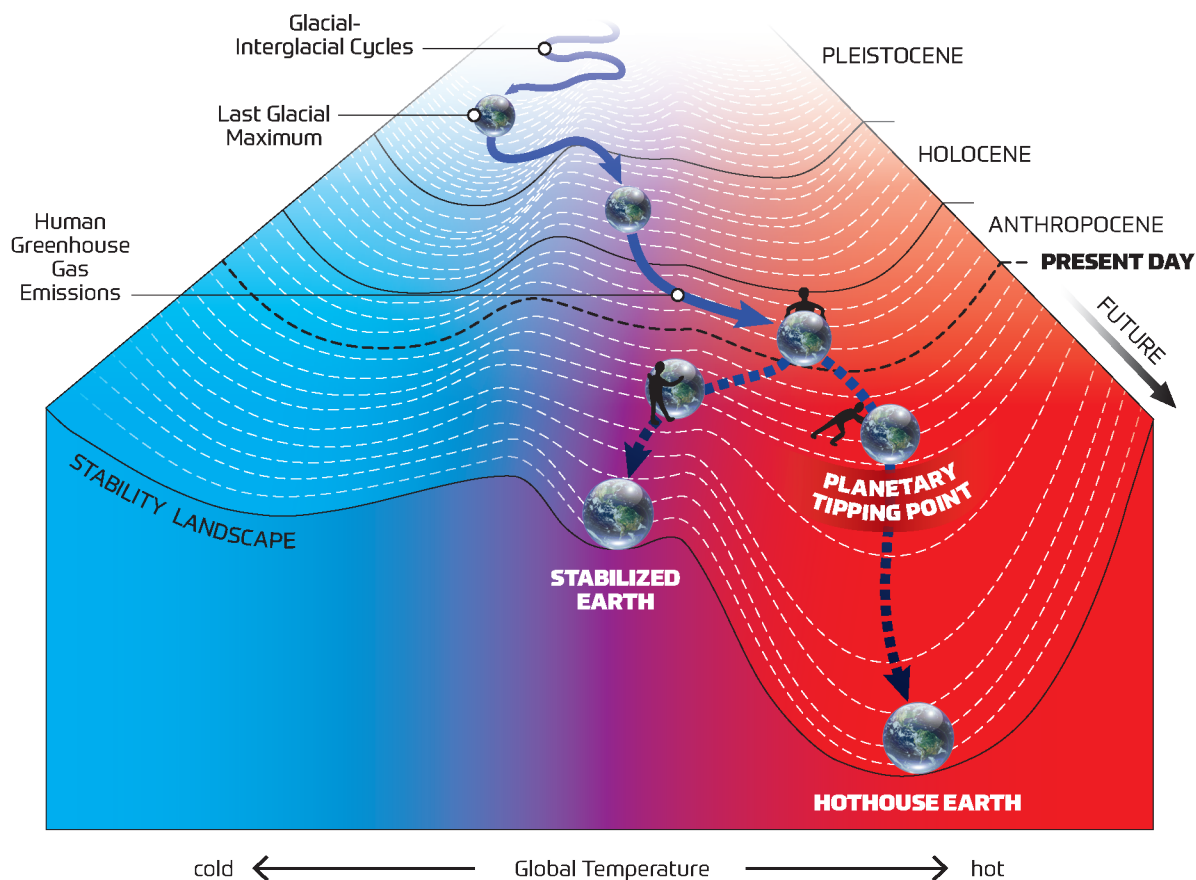 Glacial-
Interglacial Cycles
PLEISTOCENE
Last Glacial
Maximum
HOLOCENE
Human
Greenhouse
Gas
Emissions
ANTHROPOCENE
PRESENT DAY
FUTURE
STABILITY LANDSCAPE
PLANETARY
TIPPING POINT
STABILIZED
EARTH
HOTHOUSE EARTH
cold
Global Temperature
hot